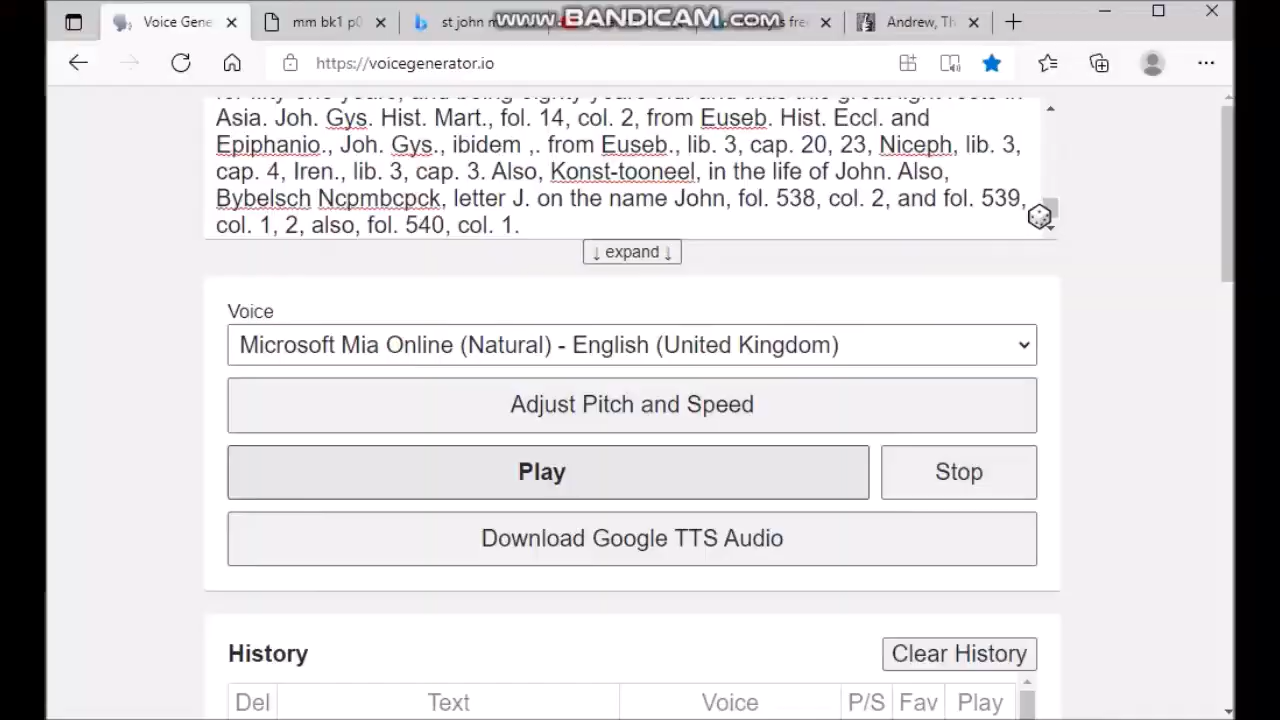 Voice Gene
mm bk1 p0
st john m
s fre
Andrew, Th
www.BANDICAM.com
https://voicegenerator.io
Asia. Joh. Gys. Hist. Mart., fol. 14, col. 2, from Euseb. Hist. Eccl. and
Epiphanio., Joh. Gys., ibidem ,. from Euseb., lib. 3, cap. 20, 23, Niceph, lib. 3,
cap. 4, Iren., lib. 3, cap. 3. Also, Konst-tooneel, in the life of John. Also,
Bybelsch Ncpmbcpck, letter J. on the name John, fol. 538, col. 2, and fol. 539,
col. 1, 2, also, fol. 540, col. 1.
↓ expand ↓
Voice
Microsoft Mia Online (Natural) - English (United Kingdom)
Adjust Pitch and Speed
Play
Stop
Download Google TTS Audio
History
Clear History
Del Text Voice P/S Fav Play